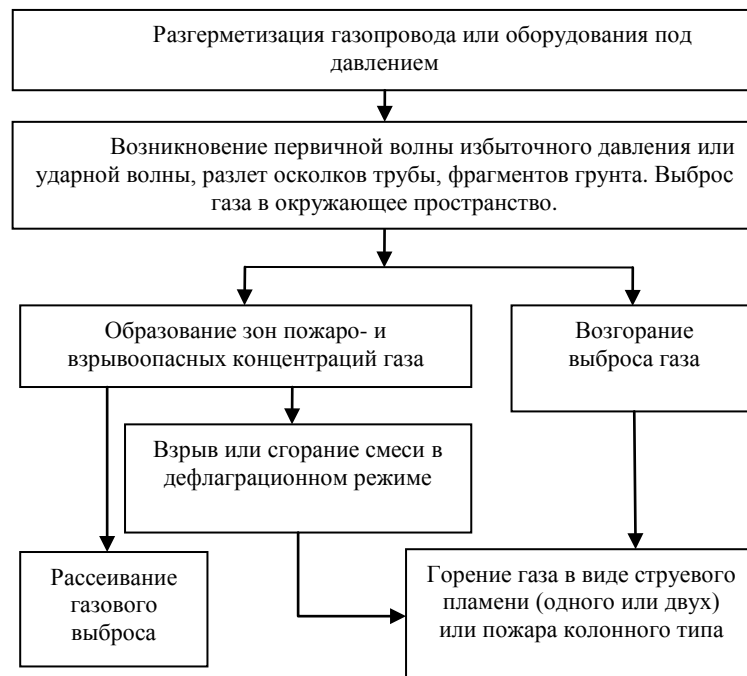 Разгерметизация газопровода или оборудования под
давлением
Возникновение первичной волны избыточного давления или
ударной волны, разлет осколков трубы, фрагментов грунта. Выброс
газа в окружающее пространство.
Образование зон пожаро- и
взрывоопасных концентраций газа
Возгорание
выброса газа
Взрыв или сгорание смеси в
дефлаграционном режиме
Рассеивание
газового
выброса
Горение газа в виде струевого
пламени (одного или двух)
или пожара колонного типа